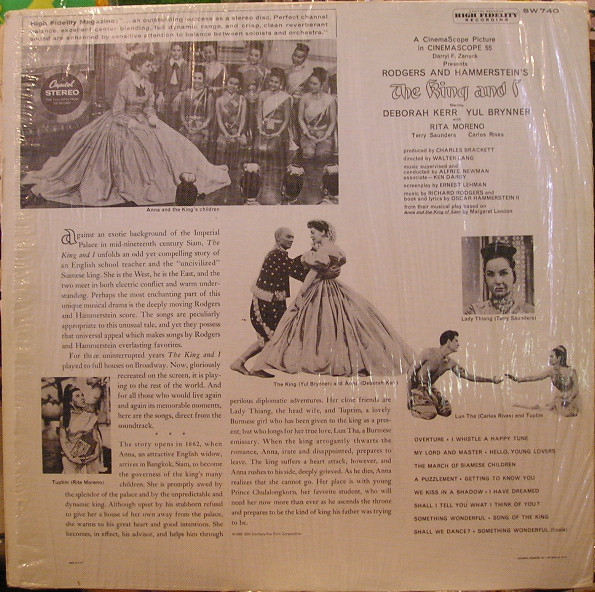 High Fidelity Magazine: "... an outstanding success as a stereo disc. Perfect channel
balance, excellent center blending, full dynamic range, and crisp, clean reverberant
sound are enhanced by sensitive attention to balance between soloists and orchestra."
HIGH FIDELITY
RECORDING
SW740
Capitol
STEREO
A CinemaScope Picture
in CINEMASCOPE 55
Darryl F. Zanuck
Presents
RODGERS AND HAMMERSTEIN'S
The King and I
starring
DEBORAH KERR YUL BRYNNER
with
RITA MORENO
Terry Saunders Carlos Rivas
produced by CHARLES BRACKETT
directed by WALTER LANG
music supervised and
conducted by ALFRED NEWMAN
associate - KEN DARBY
screenplay by ERNEST LEHMAN
music by RICHARD RODGERS and
book and lyrics by OSCAR HAMMERSTEIN II
from their musical play based on
Anna and the King of Siam by Margaret Landon
Anna and the King's children
against an exotic background of the Imperial
Palace in mid-nineteenth century Siam, The
King and I unfolds an odd yet compelling story of
an English school teacher and the "uncivilized"
Siamese king. She is the West, he is the East, and the
two meet in both electric conflict and warm under-
standing. Perhaps the most enchanting part of this
unique musical drama is the deeply moving Rodgers
and Hammerstein score. The songs are peculiarly
appropriate to this unusual tale, and yet they possess
that universal appeal which makes songs by Rodgers
and Hammerstein everlasting favorites.
For three uninterrupted years The King and I
played to full houses on Broadway. Now, gloriously
recreated on the screen, it is play-
ing to the rest of the world. And
for all those who would live again
and again its memorable moments,
here are the songs, direct from the
soundtrack.
* * *
The story opens in 1862, when
Anna, an attractive English widow,
arrives in Bangkok, Siam, to become
the governess of the king's many
children. She is promptly awed by
the splendor of the palace and by the unpredictable and
dynamic king. Although upset by his stubborn refusal
to give her a house of her own away from the palace,
she warms to his great heart and good intentions. She
becomes, in effect, his advisor, and helps him through
Tuptim (Rita Moreno)
The King (Yul Brynner) and Anna (Deborah Kerr)
perilous diplomatic adventures. Her close friends are
Lady Thiang, the head wife, and Tuptim, a lovely
Burmese girl who has been given to the king as a pres-
ent, but who longs for her true love, Lun Tha, a Burmese
emissary. When the king arrogantly thwarts the
romance, Anna, irate and disappointed, prepares to
leave. The king suffers a heart attack, however, and
Anna rushes to his side, deeply grieving. As he dies, Anna
realizes that she cannot go. Her place is with young
Prince Chulalongkorn, her favorite student, who will
need her now more than ever as he ascends the throne
and prepares to be the kind of king his father was trying
to be.
Lady Thiang (Terry Saunders)
Lun Tha (Carlos Rivas) and Tuptim
OVERTURE • I WHISTLE A HAPPY TUNE
MY LORD AND MASTER • HELLO, YOUNG LOVERS
THE MARCH OF SIAMESE CHILDREN
A PUZZLEMENT • GETTING TO KNOW YOU
WE KISS IN A SHADOW • I HAVE DREAMED
SHALL I TELL YOU WHAT I THINK OF YOU?
SOMETHING WONDERFUL • SONG OF THE KING
SHALL WE DANCE? • SOMETHING WONDERFUL (finale)